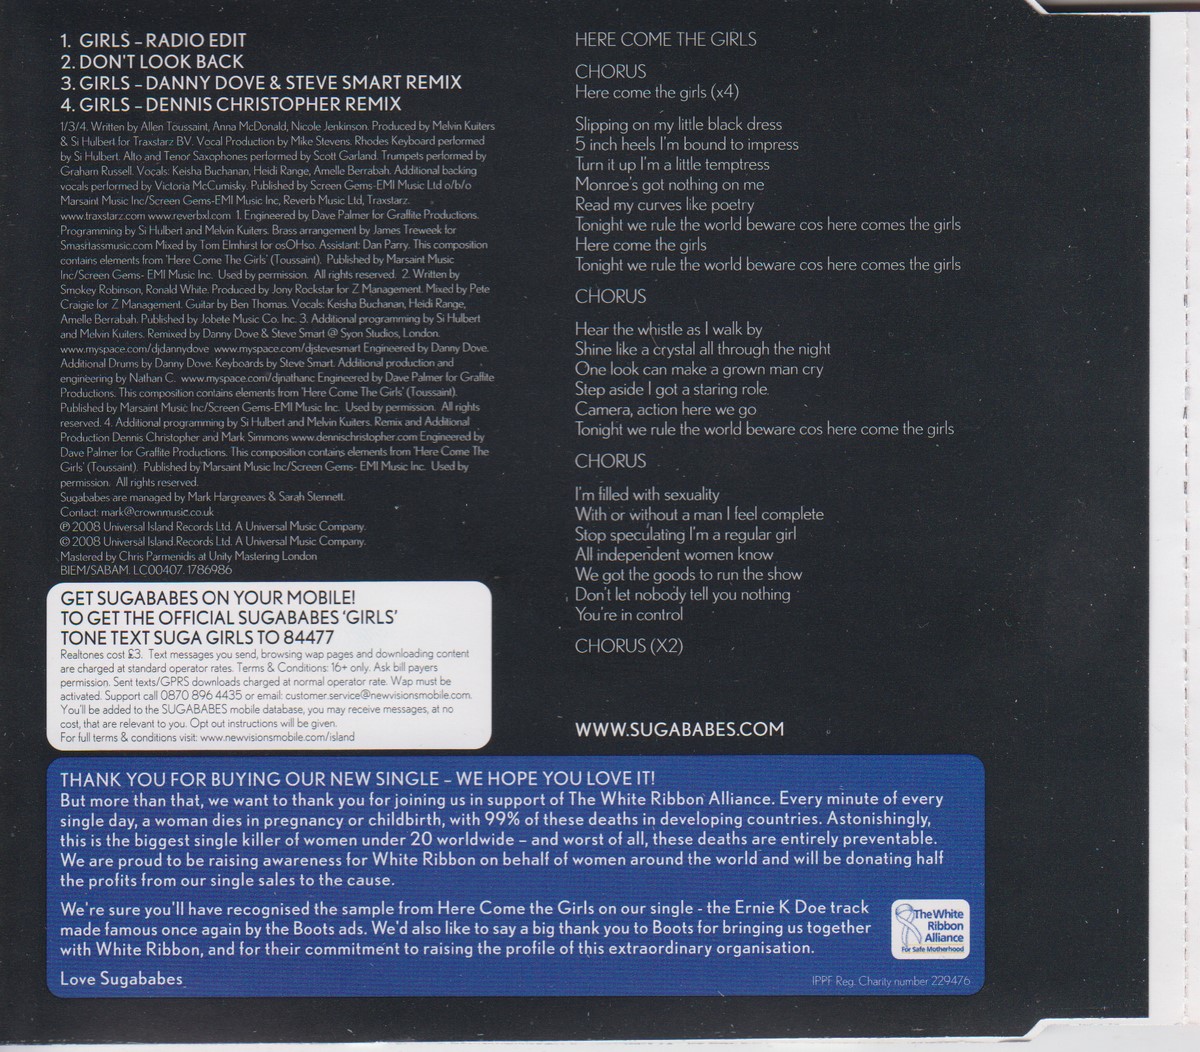 1. GIRLS – RADIO EDIT
2. DON'T LOOK BACK
3. GIRLS – DANNY DOVE & STEVE SMART REMIX
4. GIRLS – DENNIS CHRISTOPHER REMIX
1/3/4. Written by Allen Toussaint, Anna McDonald, Nicole Jenkinson. Produced by Melvin Kuiters
& Si Hulbert for Traxstarz BV. Vocal Production by Mike Stevens. Rhodes Keyboard performed
by Si Hulbert. Alto and Tenor Saxophones performed by Scott Garland. Trumpets performed by
Graham Russell. Vocals: Keisha Buchanan, Heidi Range, Amelle Berrabah. Additional backing
vocals performed by Victoria McCumisky. Published by Screen Gems-EMI Music Ltd o/b/o
Marsaint Music Inc/Screen Gems-EMI Music Inc, Reverb Music Ltd, Traxstarz.
www.traxstarz.com www.reverbxl.com 1. Engineered by Dave Palmer for Graffite Productions.
Programming by Si Hulbert and Melvin Kuiters. Brass arrangement by James Treweek for
Smasttassmusic.com Mixed by Tom Elmhirst for osOHso. Assistant: Dan Parry. This composition
contains elements from 'Here Come The Girls' (Toussaint). Published by Marsaint Music
Inc/Screen Gems- EMI Music Inc. Used by permission. All rights reserved. 2. Written by
Smokey Robinson, Ronald White. Produced by Jony Rockstar for Z Management. Mixed by Pete
Craigie for Z Management. Guitar by Ben Thomas. Vocals: Keisha Buchanan, Heidi Range,
Amelle Berrabah. Published by Jobete Music Co. Inc. 3. Additional programming by Si Hulbert
and Melvin Kuiters. Remixed by Danny Dove & Steve Smart @ Syon Studios, London.
www.myspace.com/djdannydove www.myspace.com/djstevesmart Engineered by Danny Dove.
Additional Drums by Danny Dove. Keyboards by Steve Smart. Additional production and
engineering by Nathan C. www.myspace.com/djnathanc Engineered by Dave Palmer for Graffite
Productions. This composition contains elements from 'Here Come The Girls' (Toussaint).
Published by Marsaint Music Inc/Screen Gems-EMI Music Inc. Used by permission. All rights
reserved. 4. Additional programming by Si Hulbert and Melvin Kuiters. Remix and Additional
Production Dennis Christopher and Mark Simmons www.dennischristopher.com Engineered by
Dave Palmer for Graffite Productions. This composition contains elements from 'Here Come The
Girls' (Toussaint). Published by Marsaint Music Inc/Screen Gems- EMI Music Inc. Used by
permission. All rights reserved.
Sugababes are managed by Mark Hargreaves & Sarah Stennett.
Contact: mark@crownmusic.co.uk
℗ 2008 Universal Island Records Ltd. A Universal Music Company.
© 2008 Universal Island Records Ltd. A Universal Music Company.
Mastered by Chris Parmenidis at Unity Mastering London
BIEM/SABAM. LC00407. 1786986
GET SUGABABES ON YOUR MOBILE!
TO GET THE OFFICIAL SUGABABES 'GIRLS'
TONE TEXT SUGA GIRLS TO 84477
Realtones cost £3. Text messages you send, browsing wap pages and downloading content
are charged at standard operator rates. Terms & Conditions: 16+ only. Ask bill payers
permission. Sent texts/GPRS downloads charged at normal operator rate. Wap must be
activated. Support call 0870 896 4435 or email: customer.service@newvisionsmobile.com.
You'll be added to the SUGABABES mobile database, you may receive messages, at no
cost, that are relevant to you. Opt out instructions will be given.
For full terms & conditions visit: www.newvisionsmobile.com/island
HERE COME THE GIRLS
CHORUS
Here come the girls (x4)
Slipping on my little black dress
5 inch heels I'm bound to impress
Turn it up I'm a little temptress
Monroe's got nothing on me
Read my curves like poetry
Tonight we rule the world beware cos here comes the girls
Here come the girls
Tonight we rule the world beware cos here comes the girls
CHORUS
Hear the whistle as I walk by
Shine like a crystal all through the night
One look can make a grown man cry
Step aside I got a staring role
Camera, action here we go
Tonight we rule the world beware cos here come the girls
CHORUS
I'm filled with sexuality
With or without a man I feel complete
Stop speculating I'm a regular girl
All independent women know
We got the goods to run the show
Don't let nobody tell you nothing
You're in control
CHORUS (X2)
WWW.SUGABABES.COM
THANK YOU FOR BUYING OUR NEW SINGLE – WE HOPE YOU LOVE IT!
But more than that, we want to thank you for joining us in support of The White Ribbon Alliance. Every minute of every
single day, a woman dies in pregnancy or childbirth, with 99% of these deaths in developing countries. Astonishingly,
this is the biggest single killer of women under 20 worldwide – and worst of all, these deaths are entirely preventable.
We are proud to be raising awareness for White Ribbon on behalf of women around the world and will be donating half
the profits from our single sales to the cause.
We're sure you'll have recognised the sample from Here Come the Girls on our single - the Ernie K Doe track
made famous once again by the Boots ads. We'd also like to say a big thank you to Boots for bringing us together
with White Ribbon, and for their commitment to raising the profile of this extraordinary organisation.
Love Sugababes
The White
Ribbon
Alliance
For Safe Motherhood
IPPF Reg. Charity number 229476